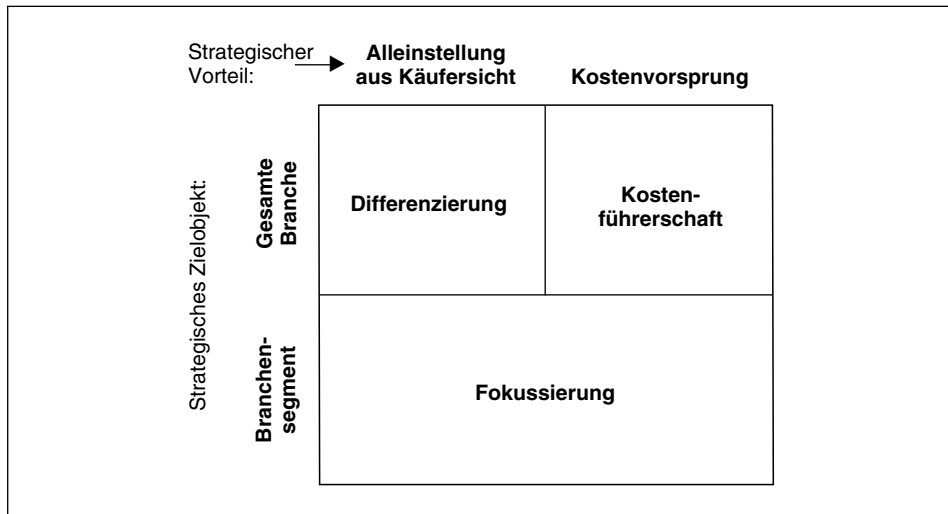 Strategischer
Vorteil:
Alleinstellung
aus Käufersicht
Kostenvorsprung
Strategisches Zielobjekt:
Gesamte
Branche
Differenzierung
Kosten-
führerschaft
Branchen-
segment
Fokussierung